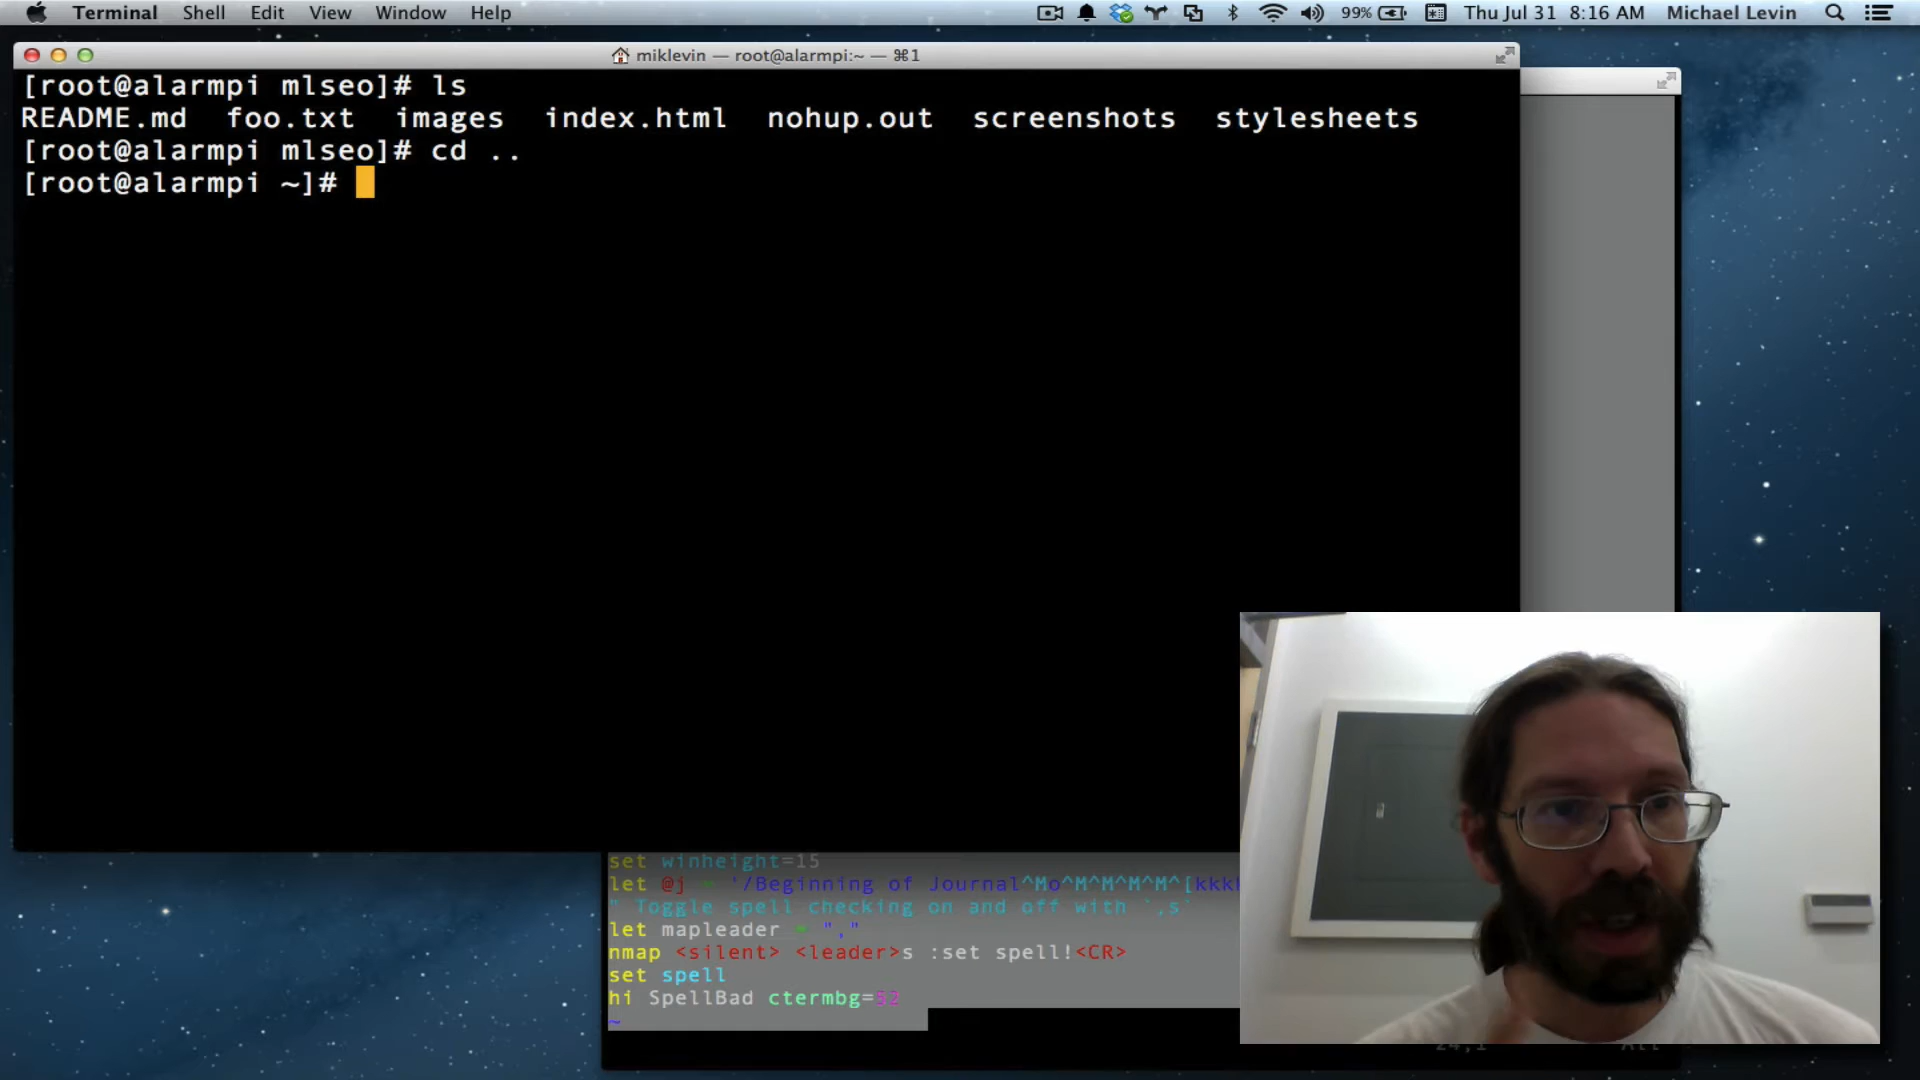 Terminal Shell Edit View Window Help 99% Thu Jul 31 8:16 AM Michael Levin
miklevin — root@alarmpi:~ — ⌘1
[root@alarmpi mlseo]# ls
README.md foo.txt images index.html nohup.out screenshots stylesheets
[root@alarmpi mlseo]# cd ..
[root@alarmpi ~]#
set winheight=15
let @j = '/Beginning of Journal^Mo^M^M^M^M^[kkk
" Toggle spell checking on and off with `,s`
let mapleader = ","
nmap <silent> <leader>s :set spell!<CR>
set spell
hi SpellBad ctermbg=52
~